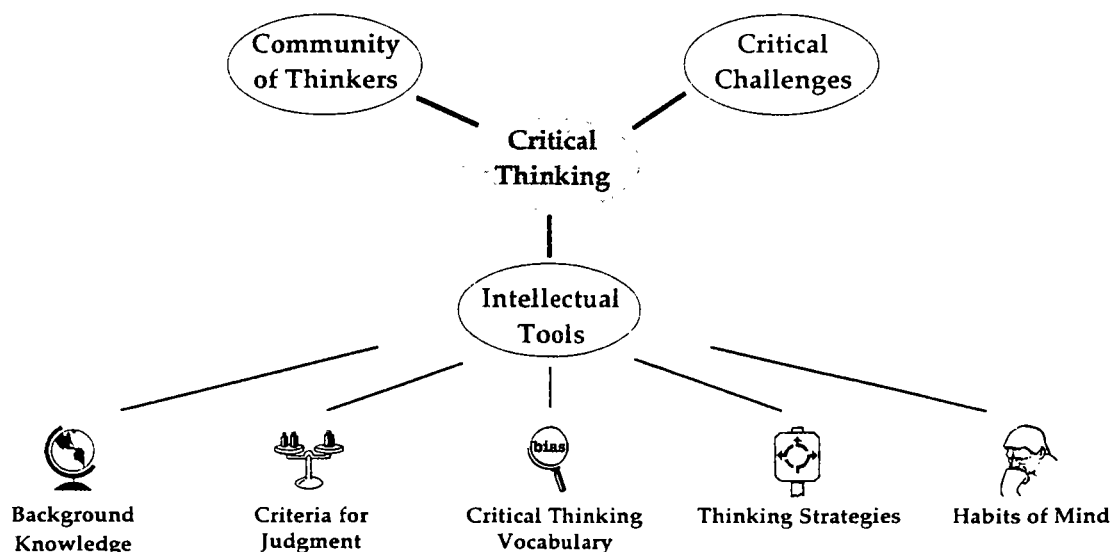 Community
of Thinkers
Critical
Challenges
Critical
Thinking
Intellectual
Tools
bias
Background
Knowledge
Criteria for
Judgment
Critical Thinking
Vocabulary
Thinking Strategies
Habits of Mind